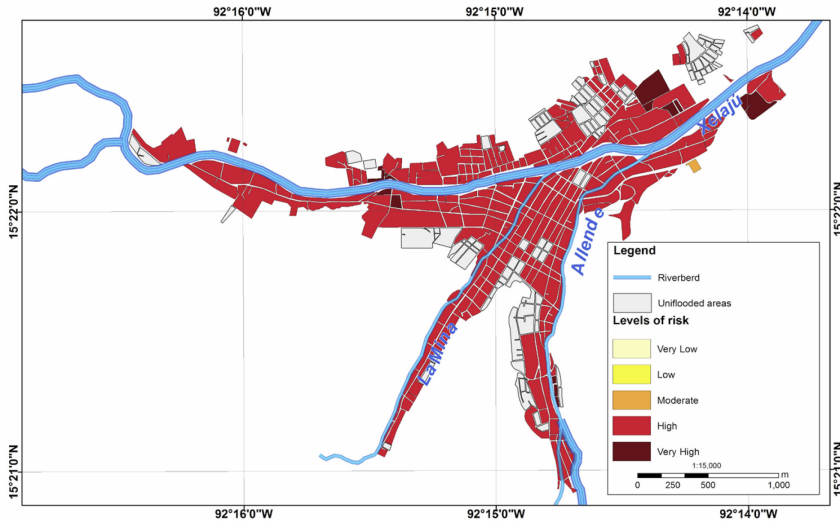 92°16'0"W 92°15'0"W 92°14'0"W
Xelajú
15°22'0"N 15°22'0"N
Allende
Legend
Riverberd
Uniflooded areas
Levels of risk
Very Low
La Mina
Low
Moderate
High
Very High
1:15,000
0 250 500 1,000 m
15°21'0"N 15°21'0"N
92°16'0"W 92°15'0"W 92°14'0"W